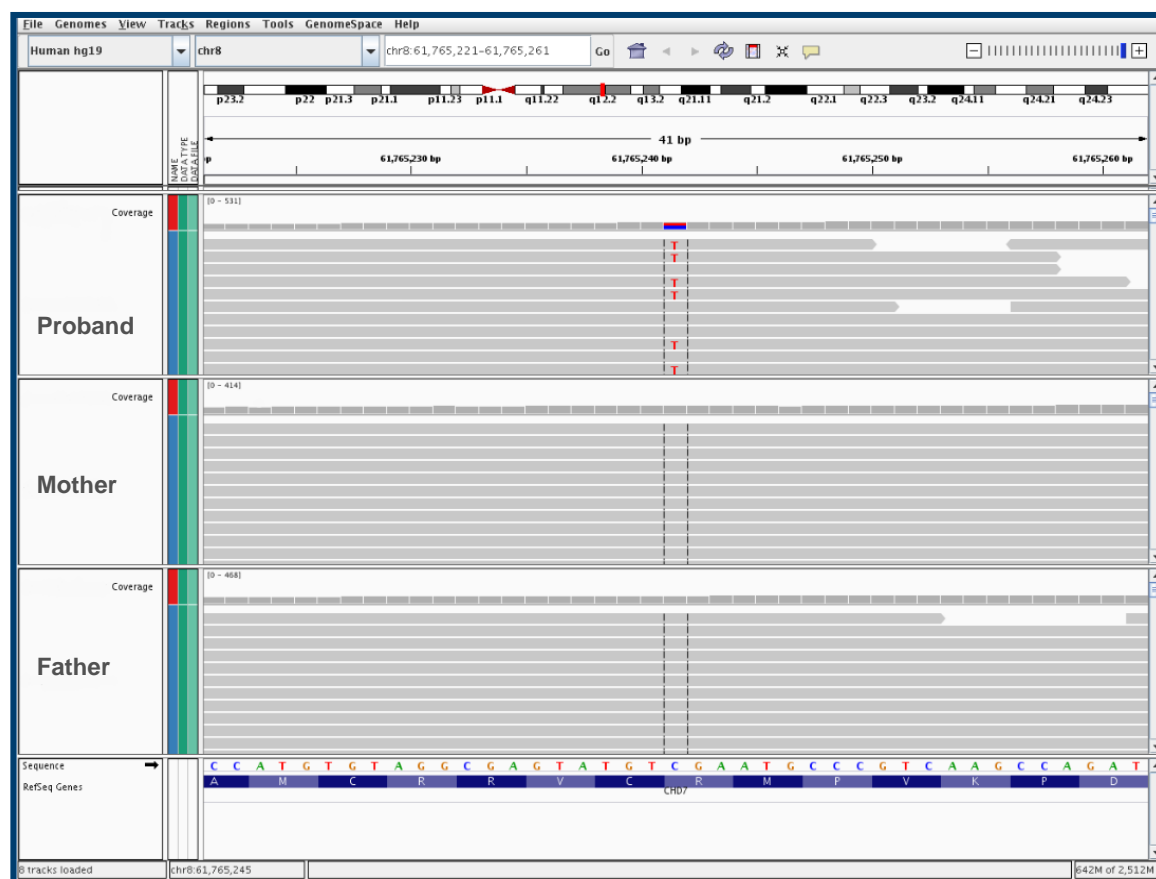 File Genomes View Tracks Regions Tools GenomeSpace Help
Human hg19 chr8 chr8:61,765,221-61,765,261 Go
p23.2 p22 p21.3 p21.1 p11.23 p11.1 q11.22 q12.2 q13.2 q21.11 q21.2 q22.1 q22.3 q23.2 q24.11 q24.21 q24.23
NAME
DATA TYPE
DATA FILE
41 bp
61,765,230 bp 61,765,240 bp 61,765,250 bp 61,765,260 bp
[0 - 531]
Coverage
T
T
T
T
Proband
T
T
[0 - 414]
Coverage
Mother
[0 - 468]
Coverage
Father
Sequence C C A T G T G T A G G C G A G T A T G T C G A A T G C C C G T C A A G C C A G A T
RefSeq Genes A M C R R V C R M P V K P D
CHD7
8 tracks loaded chr8:61,765,245 642M of 2,512M